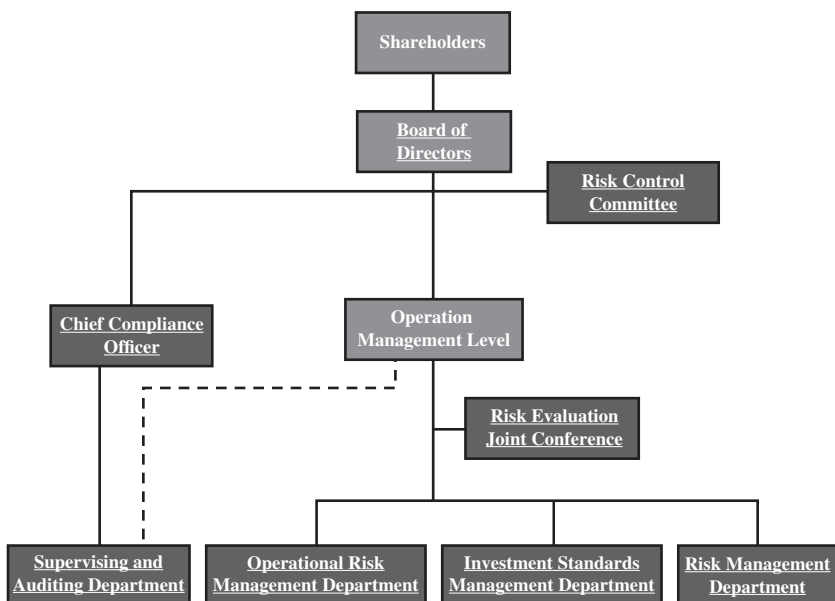 Shareholders
Board of
Directors
Risk Control
Committee
Chief Compliance
Officer
Operation
Management Level
Risk Evaluation
Joint Conference
Supervising and
Auditing Department
Operational Risk
Management Department
Investment Standards
Management Department
Risk Management
Department